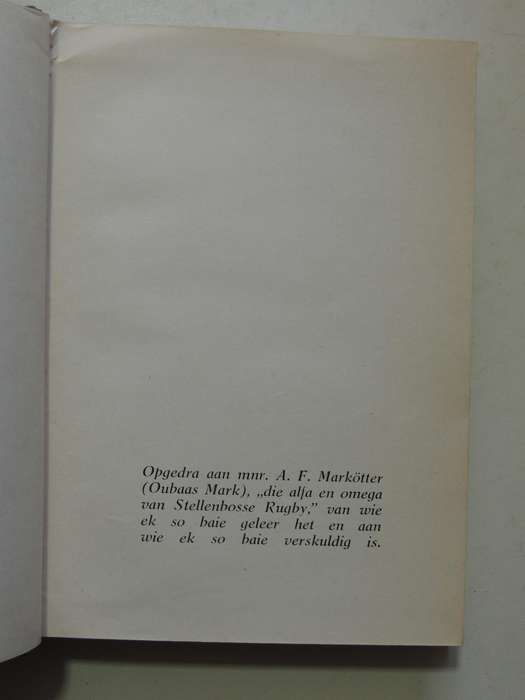 Opgedra aan mnr. A. F. Markötter
(Oubaas Mark), „die alfa en omega
van Stellenbosse Rugby,” van wie
ek so baie geleer het en aan
wie ek so baie verskuldig is.